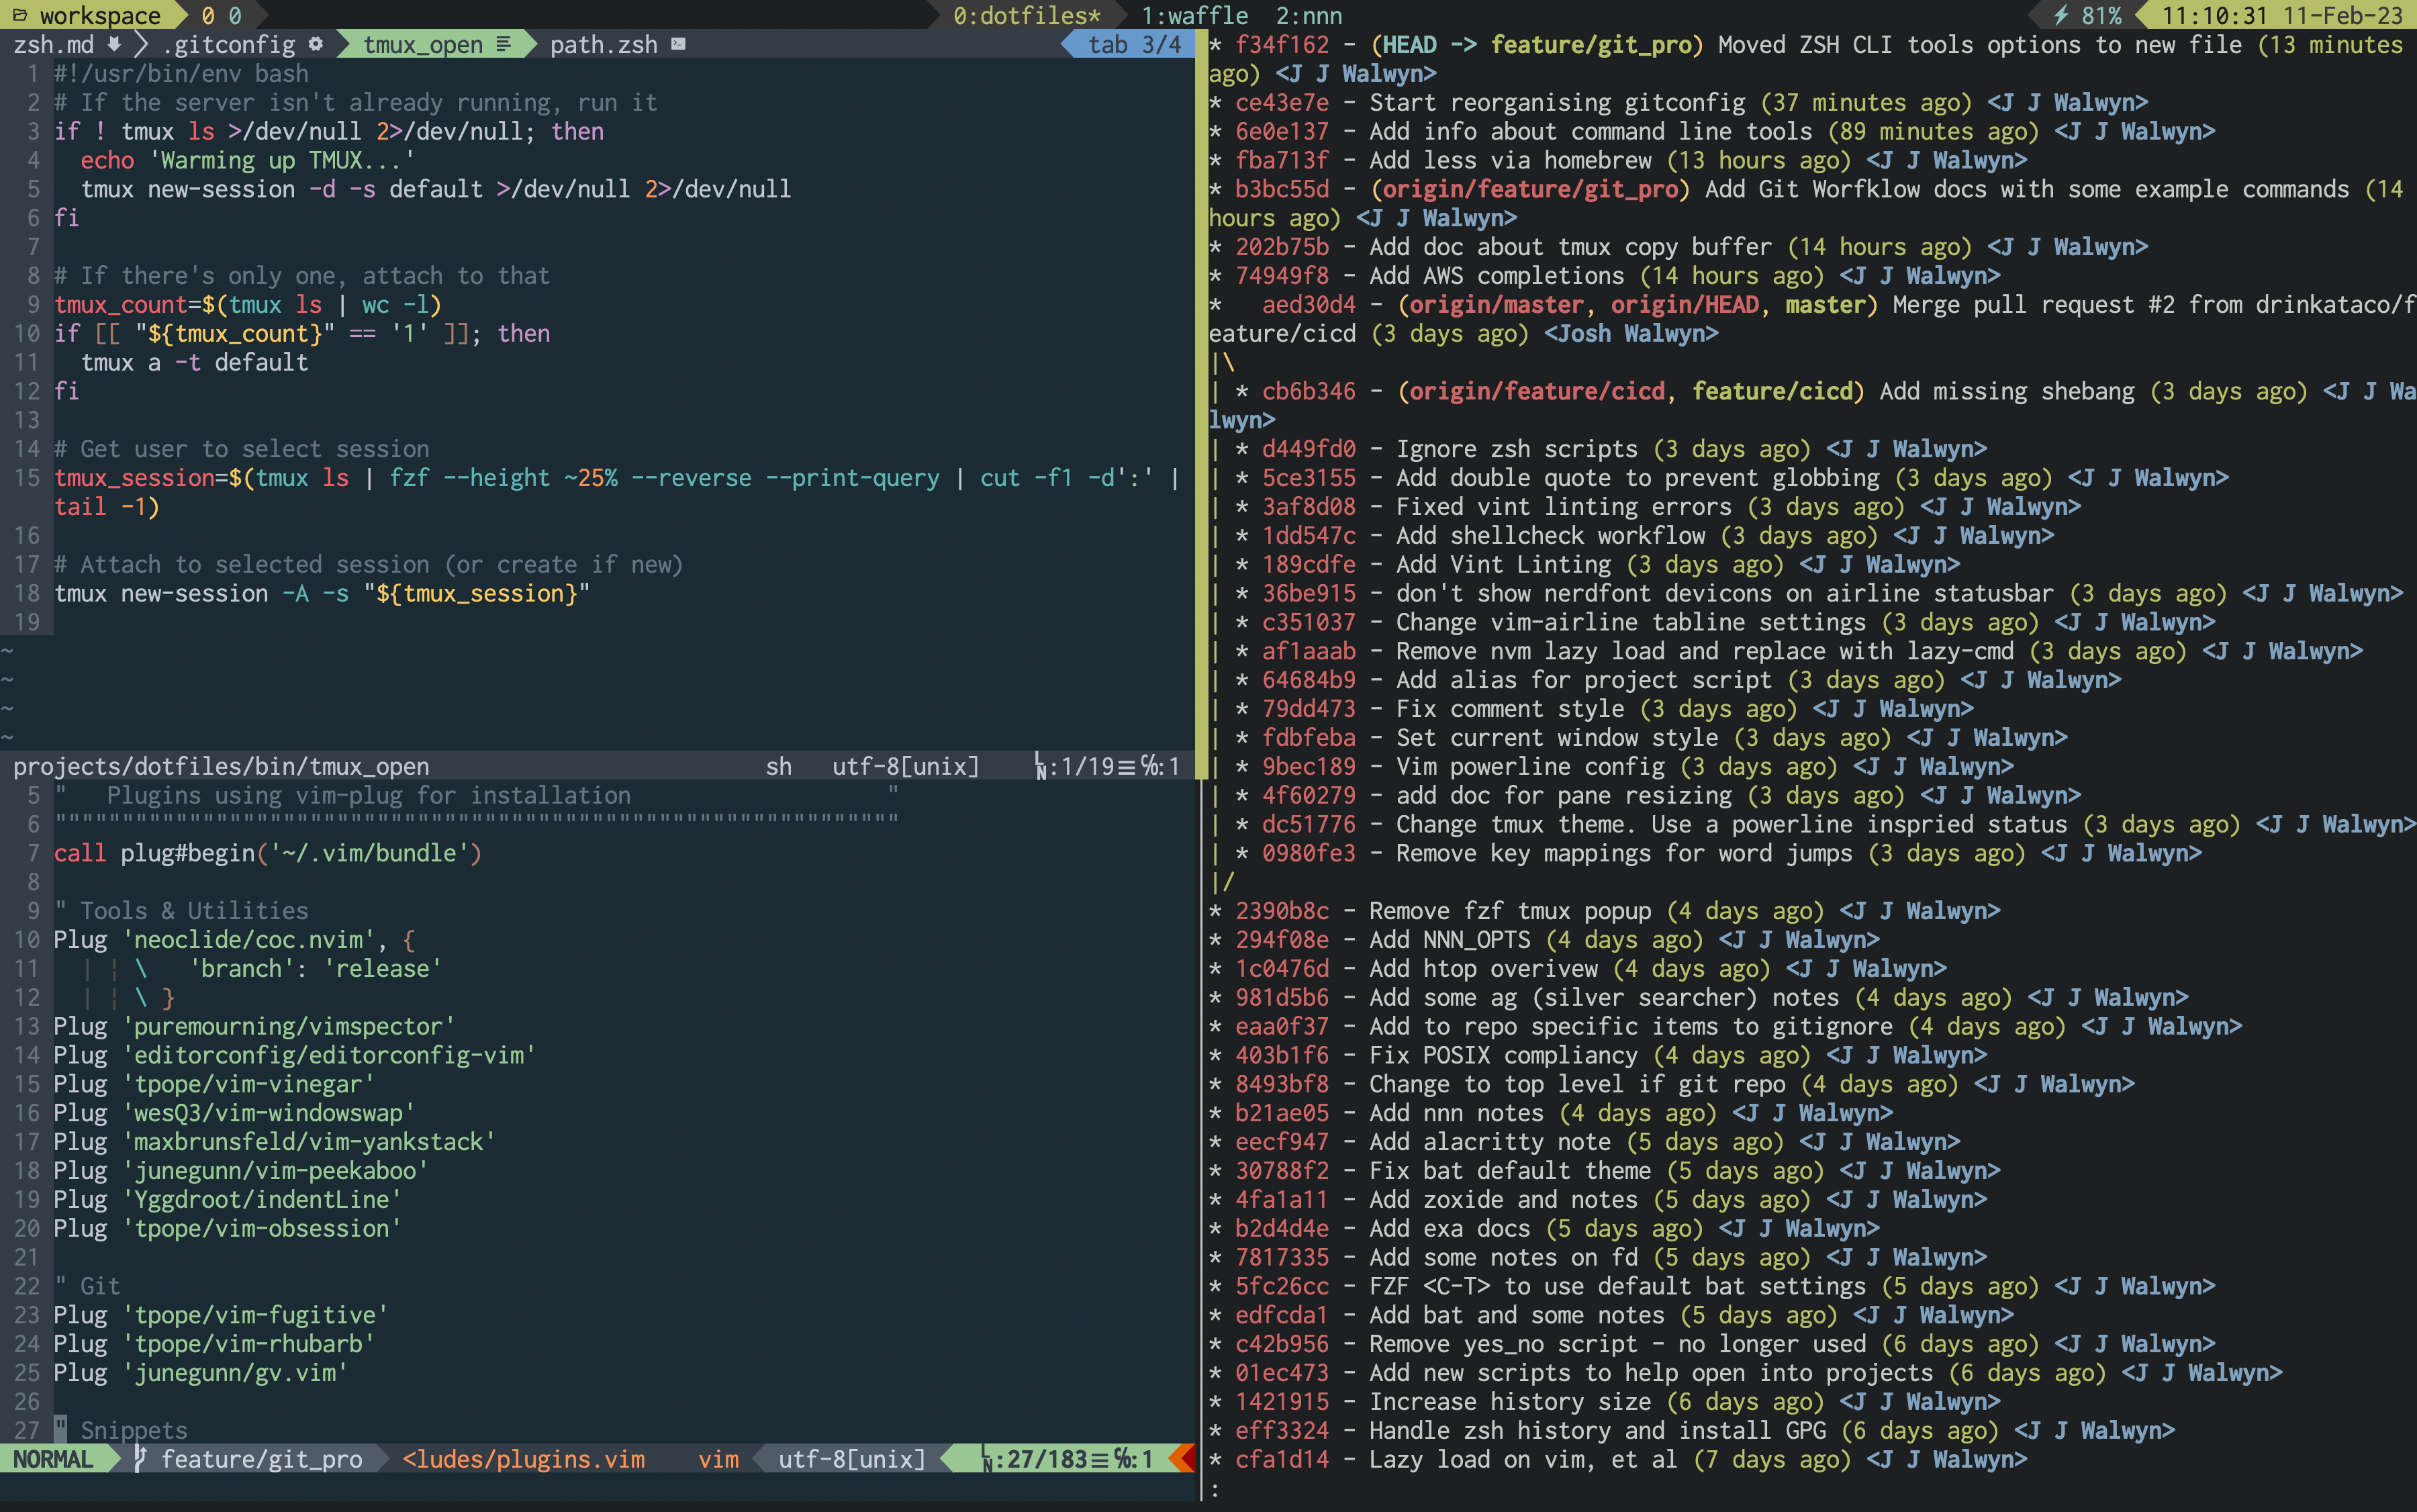 workspace 0 0 0:dotfiles* 1:waffle 2:nnn 81% 11:10:31 11-Feb-23
zsh.md .gitconfig tmux_open path.zsh tab 3/4
1 #!/usr/bin/env bash
2 # If the server isn't already running, run it
3 if ! tmux ls >/dev/null 2>/dev/null; then
4   echo 'Warming up TMUX...'
5   tmux new-session -d -s default >/dev/null 2>/dev/null
6 fi
7
8 # If there's only one, attach to that
9 tmux_count=$(tmux ls | wc -l)
10 if [[ "${tmux_count}" == '1' ]]; then
11   tmux a -t default
12 fi
13
14 # Get user to select session
15 tmux_session=$(tmux ls | fzf --height ~25% --reverse --print-query | cut -f1 -d':' |
tail -1)
16
17 # Attach to selected session (or create if new)
18 tmux new-session -A -s "${tmux_session}"
19
~
~
~
~
projects/dotfiles/bin/tmux_open sh utf-8[unix] LN:1/19≡%:1
5 "   Plugins using vim-plug for installation                   "
6 """""""""""""""""""""""""""""""""""""""""""""""""""""""""""""""
7 call plug#begin('~/.vim/bundle')
8
9 " Tools & Utilities
10 Plug 'neoclide/coc.nvim', {
11   | ¦ \   'branch': 'release'
12   | ¦ \ }
13 Plug 'puremourning/vimspector'
14 Plug 'editorconfig/editorconfig-vim'
15 Plug 'tpope/vim-vinegar'
16 Plug 'wesQ3/vim-windowswap'
17 Plug 'maxbrunsfeld/vim-yankstack'
18 Plug 'junegunn/vim-peekaboo'
19 Plug 'Yggdroot/indentLine'
20 Plug 'tpope/vim-obsession'
21
22 " Git
23 Plug 'tpope/vim-fugitive'
24 Plug 'tpope/vim-rhubarb'
25 Plug 'junegunn/gv.vim'
26
27 " Snippets
NORMAL feature/git_pro <ludes/plugins.vim vim utf-8[unix] LN:27/183≡%:1
* f34f162 - (HEAD -> feature/git_pro) Moved ZSH CLI tools options to new file (13 minutes
ago) <J J Walwyn>
* ce43e7e - Start reorganising gitconfig (37 minutes ago) <J J Walwyn>
* 6e0e137 - Add info about command line tools (89 minutes ago) <J J Walwyn>
* fba713f - Add less via homebrew (13 hours ago) <J J Walwyn>
* b3bc55d - (origin/feature/git_pro) Add Git Worfklow docs with some example commands (14
hours ago) <J J Walwyn>
* 202b75b - Add doc about tmux copy buffer (14 hours ago) <J J Walwyn>
* 74949f8 - Add AWS completions (14 hours ago) <J J Walwyn>
*   aed30d4 - (origin/master, origin/HEAD, master) Merge pull request #2 from drinkataco/f
eature/cicd (3 days ago) <Josh Walwyn>
|\
| * cb6b346 - (origin/feature/cicd, feature/cicd) Add missing shebang (3 days ago) <J J Wa
lwyn>
| * d449fd0 - Ignore zsh scripts (3 days ago) <J J Walwyn>
| * 5ce3155 - Add double quote to prevent globbing (3 days ago) <J J Walwyn>
| * 3af8d08 - Fixed vint linting errors (3 days ago) <J J Walwyn>
| * 1dd547c - Add shellcheck workflow (3 days ago) <J J Walwyn>
| * 189cdfe - Add Vint Linting (3 days ago) <J J Walwyn>
| * 36be915 - don't show nerdfont devicons on airline statusbar (3 days ago) <J J Walwyn>
| * c351037 - Change vim-airline tabline settings (3 days ago) <J J Walwyn>
| * af1aaab - Remove nvm lazy load and replace with lazy-cmd (3 days ago) <J J Walwyn>
| * 64684b9 - Add alias for project script (3 days ago) <J J Walwyn>
| * 79dd473 - Fix comment style (3 days ago) <J J Walwyn>
| * fdbfeba - Set current window style (3 days ago) <J J Walwyn>
| * 9bec189 - Vim powerline config (3 days ago) <J J Walwyn>
| * 4f60279 - add doc for pane resizing (3 days ago) <J J Walwyn>
| * dc51776 - Change tmux theme. Use a powerline inspried status (3 days ago) <J J Walwyn>
| * 0980fe3 - Remove key mappings for word jumps (3 days ago) <J J Walwyn>
|/
* 2390b8c - Remove fzf tmux popup (4 days ago) <J J Walwyn>
* 294f08e - Add NNN_OPTS (4 days ago) <J J Walwyn>
* 1c0476d - Add htop overivew (4 days ago) <J J Walwyn>
* 981d5b6 - Add some ag (silver searcher) notes (4 days ago) <J J Walwyn>
* eaa0f37 - Add to repo specific items to gitignore (4 days ago) <J J Walwyn>
* 403b1f6 - Fix POSIX compliancy (4 days ago) <J J Walwyn>
* 8493bf8 - Change to top level if git repo (4 days ago) <J J Walwyn>
* b21ae05 - Add nnn notes (4 days ago) <J J Walwyn>
* eecf947 - Add alacritty note (5 days ago) <J J Walwyn>
* 30788f2 - Fix bat default theme (5 days ago) <J J Walwyn>
* 4fa1a11 - Add zoxide and notes (5 days ago) <J J Walwyn>
* b2d4d4e - Add exa docs (5 days ago) <J J Walwyn>
* 7817335 - Add some notes on fd (5 days ago) <J J Walwyn>
* 5fc26cc - FZF <C-T> to use default bat settings (5 days ago) <J J Walwyn>
* edfcda1 - Add bat and some notes (5 days ago) <J J Walwyn>
* c42b956 - Remove yes_no script - no longer used (6 days ago) <J J Walwyn>
* 01ec473 - Add new scripts to help open into projects (6 days ago) <J J Walwyn>
* 1421915 - Increase history size (6 days ago) <J J Walwyn>
* eff3324 - Handle zsh history and install GPG (6 days ago) <J J Walwyn>
* cfa1d14 - Lazy load on vim, et al (7 days ago) <J J Walwyn>
: